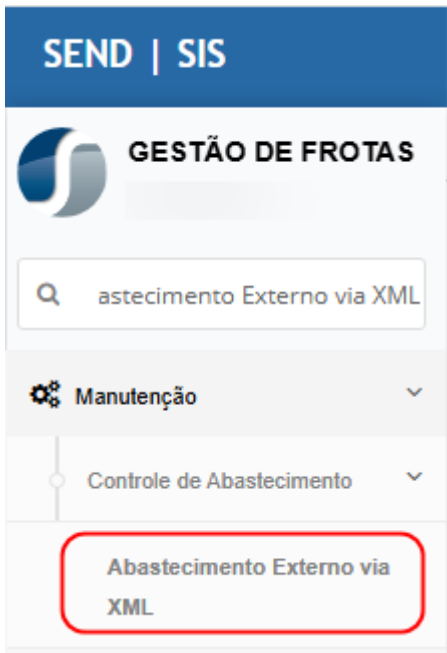 SEND | SIS
GESTÃO DE FROTAS
astecimento Externo via XML
Manutenção
Controle de Abastecimento
Abastecimento Externo via
XML